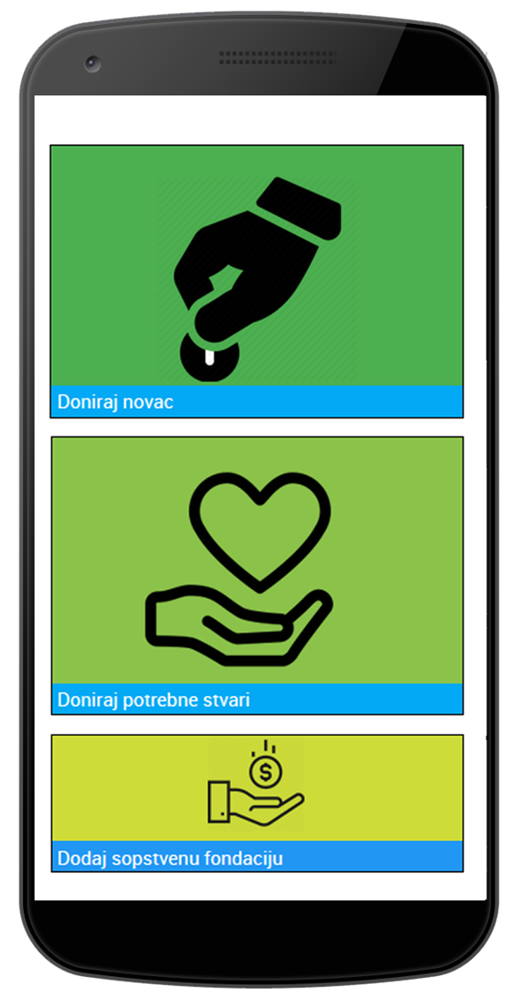 Doniraj novac
Doniraj potrebne stvari
$
Dodaj sopstvenu fondaciju